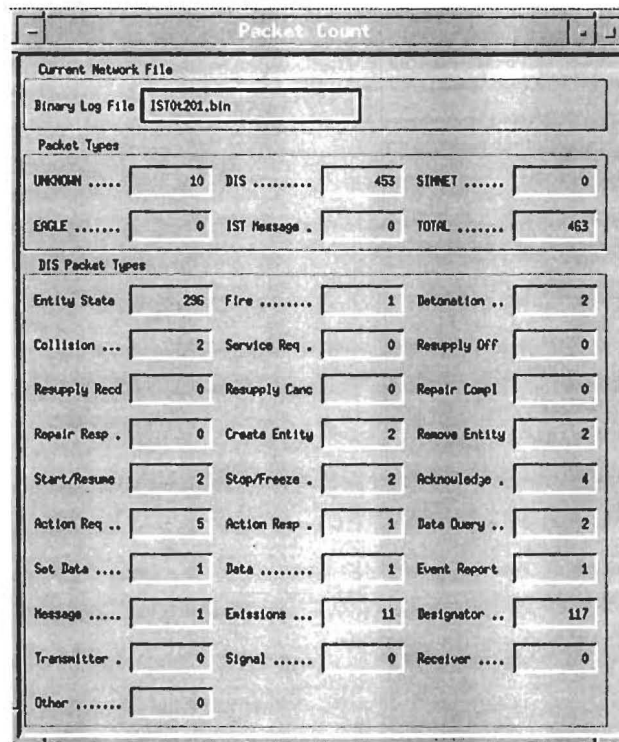 Packet Count
Current Network File
Binary Log File IST0t201.bin
Packet Types
UNKNOWN ..... 10 DIS ......... 453 SIMNET ...... 0
EAGLE ....... 0 IST Message . 0 TOTAL ....... 463
DIS Packet Types
Entity State 296 Fire ........ 1 Detonation .. 2
Collision ... 2 Service Req . 0 Resupply Off 0
Resupply Recd 0 Resupply Canc 0 Repair Compl 0
Repair Resp . 0 Create Entity 2 Remove Entity 2
Start/Resume 2 Stop/Freeze . 2 Acknowledge . 4
Action Req .. 5 Action Resp . 1 Data Query .. 2
Set Data .... 1 Data ........ 1 Event Report 1
Message ..... 1 Emissions ... 11 Designator .. 117
Transmitter . 0 Signal ...... 0 Receiver .... 0
Other ....... 0